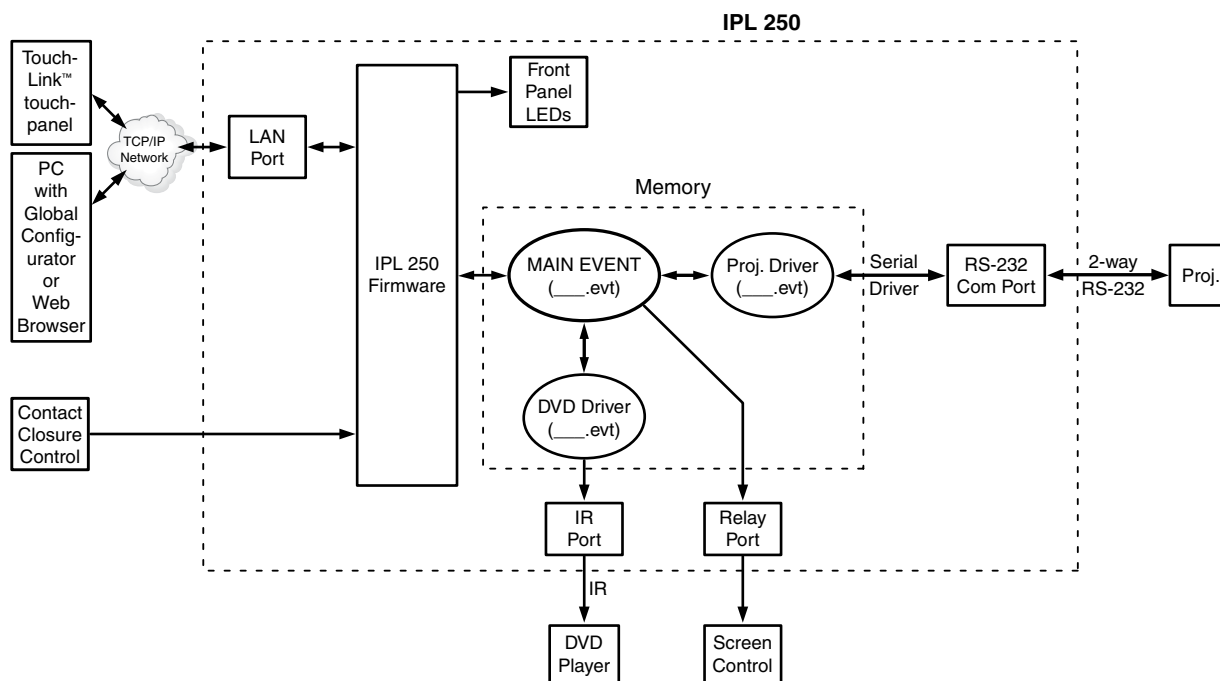 IPL 250
Touch-
Link™
touch-
panel
TCP/IP
Network
PC
with
Global
Config-
urator
or
Web
Browser
Contact
Closure
Control
LAN
Port
IPL 250
Firmware
Front
Panel
LEDs
Memory
MAIN EVENT
(___.evt)
Proj. Driver
(___.evt)
DVD Driver
(___.evt)
Serial
Driver
RS-232
Com Port
2-way
RS-232
Proj.
IR
Port
Relay
Port
IR
DVD
Player
Screen
Control